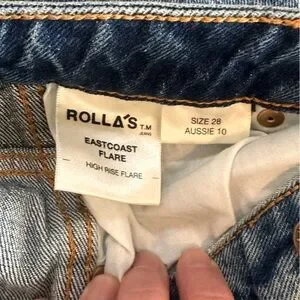 ROLLA'S T.M
JEANS
EASTCOAST
FLARE
HIGH RISE FLARE
SIZE 28
AUSSIE 10